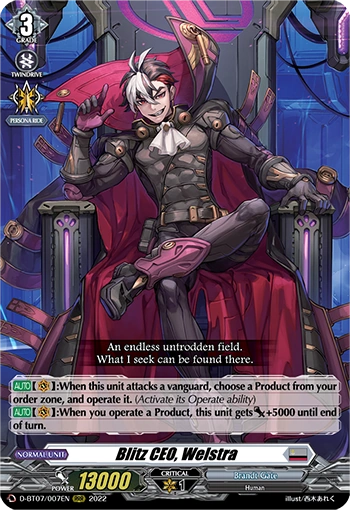 3
GRADE
TWINDRIVE
PERSONA RIDE
An endless untrodden field.
What I seek can be found there.
AUTO【】:When this unit attacks a vanguard, choose a Product from your
order zone, and operate it. (Activate its Operate ability)
AUTO【】:When you operate a Product, this unit gets +5000 until end
of turn.
NORMAL UNIT
Blitz CEO, Welstra
POWER 13000
CRITICAL
1
Brandt Gate
Human
D-BT07/007EN RRR 2022
illust/西木あれく